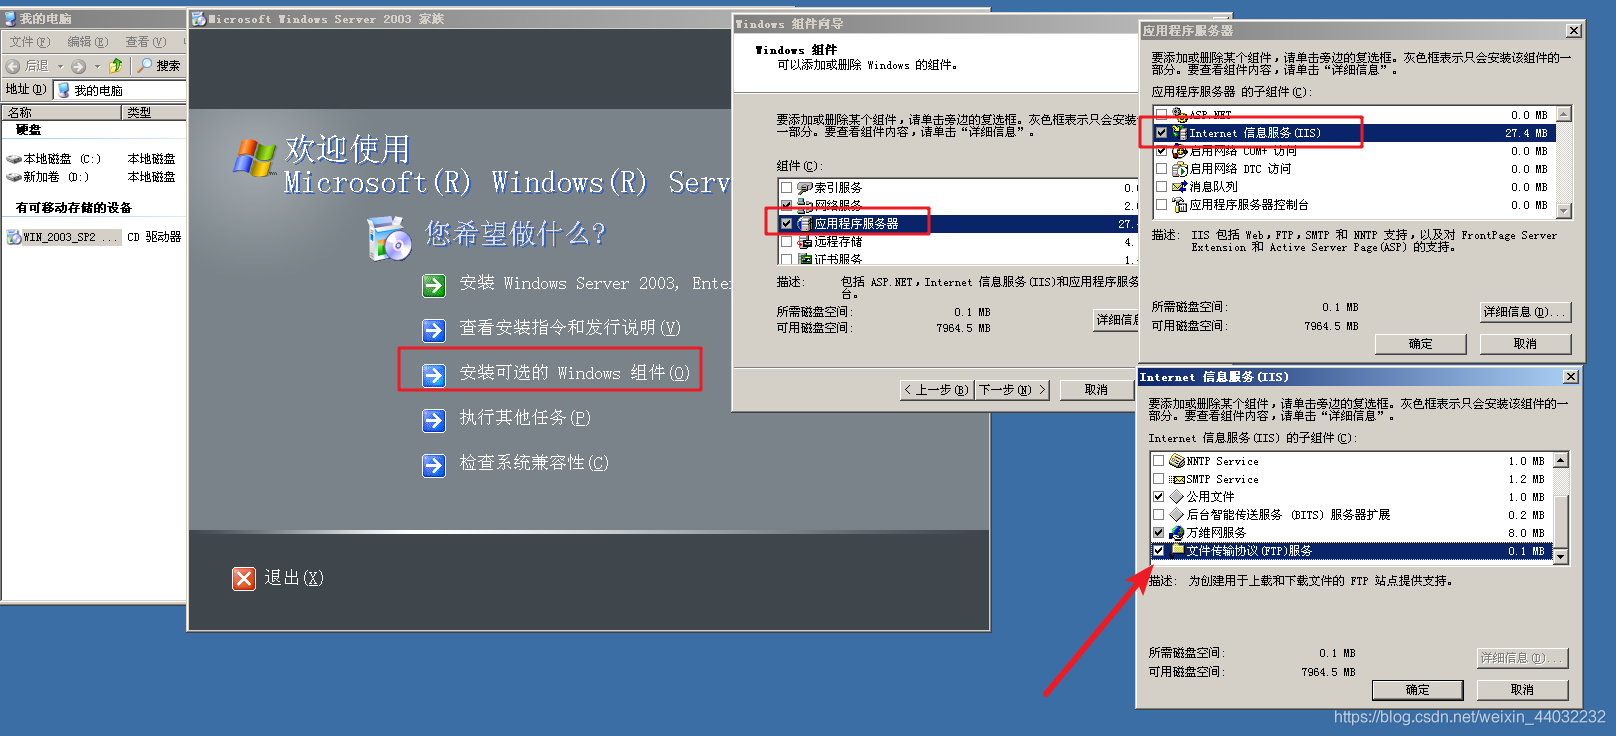 我的电脑
文件(F) 编辑(E) 查看(V)
后退 搜索
地址(D) 我的电脑
名称 类型
硬盘
本地磁盘 (C:) 本地磁盘
新加卷 (D:) 本地磁盘
有可移动存储的设备
WIN_2003_SP2 ... CD 驱动器
Microsoft Windows Server 2003 家族
欢迎使用
Microsoft(R) Windows(R) Serv
您希望做什么?
安装 Windows Server 2003, Enter
查看安装指令和发行说明(V)
安装可选的 Windows 组件(O)
执行其他任务(P)
检查系统兼容性(C)
退出(X)
Windows 组件向导
Windows 组件
可以添加或删除 Windows 的组件。
要添加或删除某个组件，请单击旁边的复选框。灰色框表示只会安装
一部分。要查看组件内容，请单击“详细信息”。
组件(C):
索引服务 0.
网络服务 2.
应用程序服务器 27.
远程存储 4.
证书服务 1.
描述: 包括 ASP.NET，Internet 信息服务(IIS)和应用程序服务
台。
所需磁盘空间: 0.1 MB
可用磁盘空间: 7964.5 MB
详细信息
< 上一步(B) 下一步(N) > 取消
应用程序服务器
要添加或删除某个组件，请单击旁边的复选框。灰色框表示只会安装该组件的一
部分。要查看组件内容，请单击“详细信息”。
应用程序服务器 的子组件(C):
ASP.NET 0.0 MB
Internet 信息服务(IIS) 27.4 MB
启用网络 COM+ 访问 0.0 MB
启用网络 DTC 访问 0.0 MB
消息队列 0.0 MB
应用程序服务器控制台 0.0 MB
描述: IIS 包括 Web，FTP，SMTP 和 NNTP 支持，以及对 FrontPage Server
Extension 和 Active Server Page(ASP) 的支持。
所需磁盘空间: 0.1 MB
可用磁盘空间: 7964.5 MB
详细信息(D)...
确定 取消
Internet 信息服务(IIS)
要添加或删除某个组件，请单击旁边的复选框。灰色框表示只会安装该组件的一
部分。要查看组件内容，请单击“详细信息”。
Internet 信息服务(IIS) 的子组件(C):
NNTP Service 1.0 MB
SMTP Service 1.2 MB
公用文件 1.0 MB
后台智能传送服务 (BITS) 服务器扩展 0.2 MB
万维网服务 8.0 MB
文件传输协议(FTP)服务 0.1 MB
描述: 为创建用于上载和下载文件的 FTP 站点提供支持。
所需磁盘空间: 0.1 MB
可用磁盘空间: 7964.5 MB
详细信息(D)...
确定 取消
https://blog.csdn.net/weixin_44032232